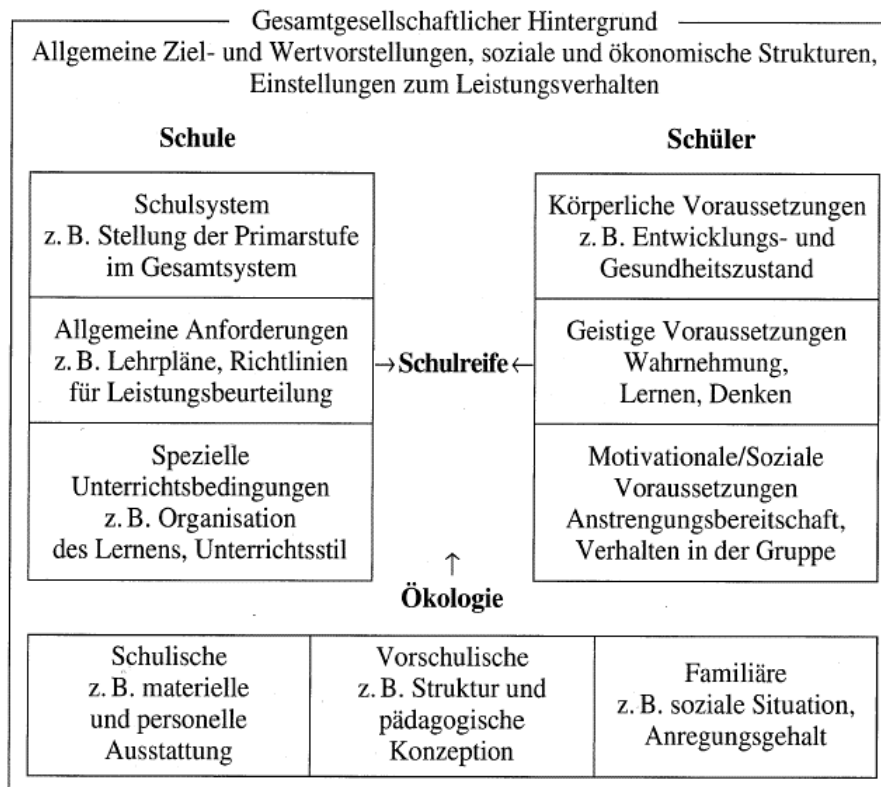 Gesamtgesellschaftlicher Hintergrund
Allgemeine Ziel- und Wertvorstellungen, soziale und ökonomische Strukturen,
Einstellungen zum Leistungsverhalten
Schule
Schulsystem
z. B. Stellung der Primarstufe
im Gesamtsystem
Allgemeine Anforderungen
z. B. Lehrpläne, Richtlinien
für Leistungsbeurteilung
Spezielle
Unterrichtsbedingungen
z. B. Organisation
des Lernens, Unterrichtsstil
→Schulreife←
Schüler
Körperliche Voraussetzungen
z. B. Entwicklungs- und
Gesundheitszustand
Geistige Voraussetzungen
Wahrnehmung,
Lernen, Denken
Motivationale/Soziale
Voraussetzungen
Anstrengungsbereitschaft,
Verhalten in der Gruppe
↑
Ökologie
Schulische
z. B. materielle
und personelle
Ausstattung
Vorschulische
z. B. Struktur und
pädagogische
Konzeption
Familiäre
z. B. soziale Situation,
Anregungsgehalt